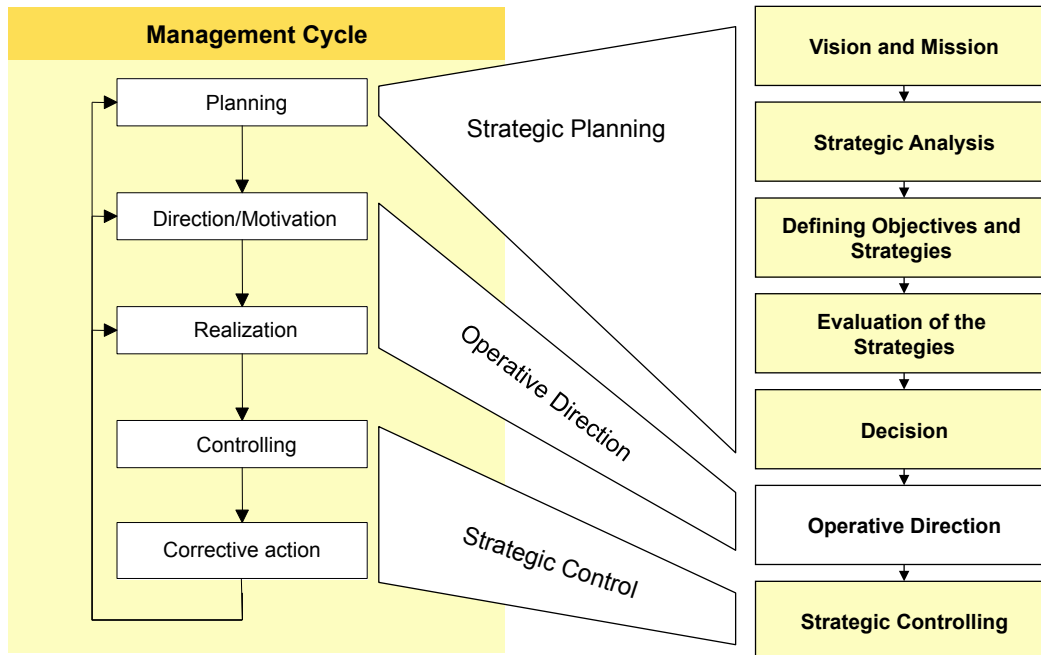 Management Cycle
Planning
Direction/Motivation
Realization
Controlling
Corrective action
Strategic Planning
Operative Direction
Strategic Control
Vision and Mission
Strategic Analysis
Defining Objectives and
Strategies
Evaluation of the
Strategies
Decision
Operative Direction
Strategic Controlling